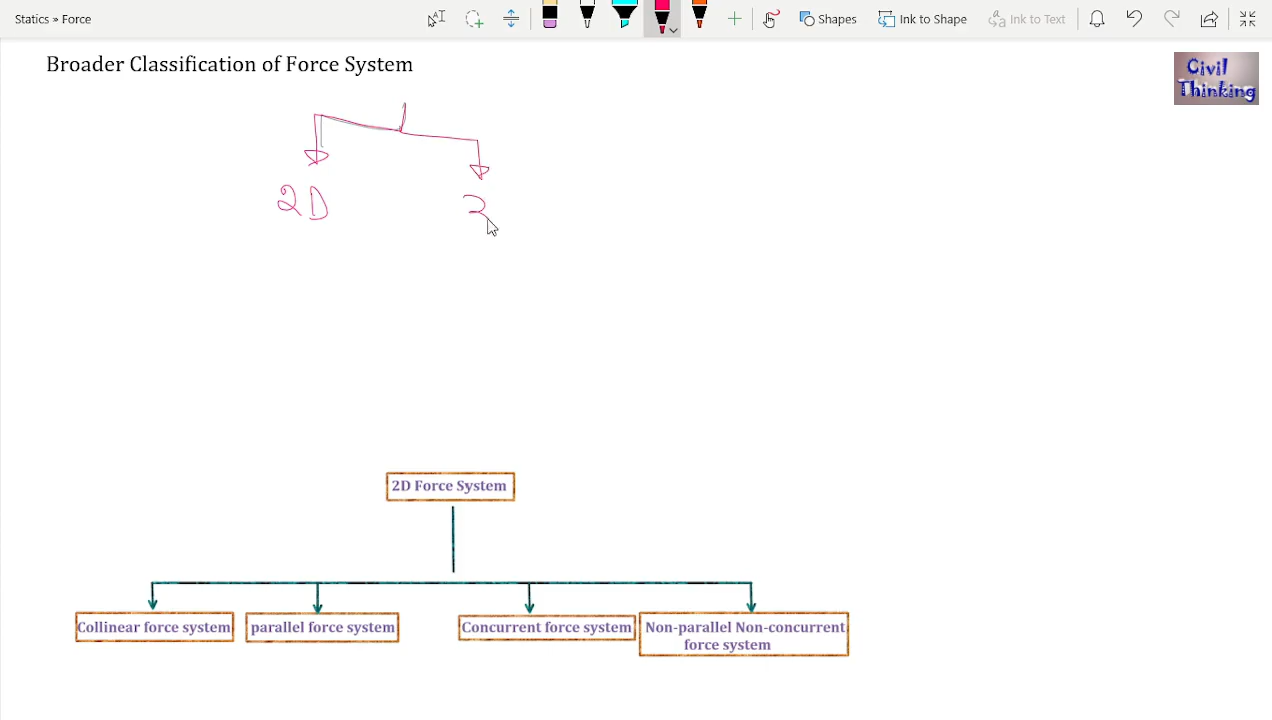 Statics » Force
Shapes
Ink to Shape
Ink to Text
Broader Classification of Force System
Civil
Thinking
2D
2D Force System
Collinear force system
parallel force system
Concurrent force system
Non-parallel Non-concurrent
force system